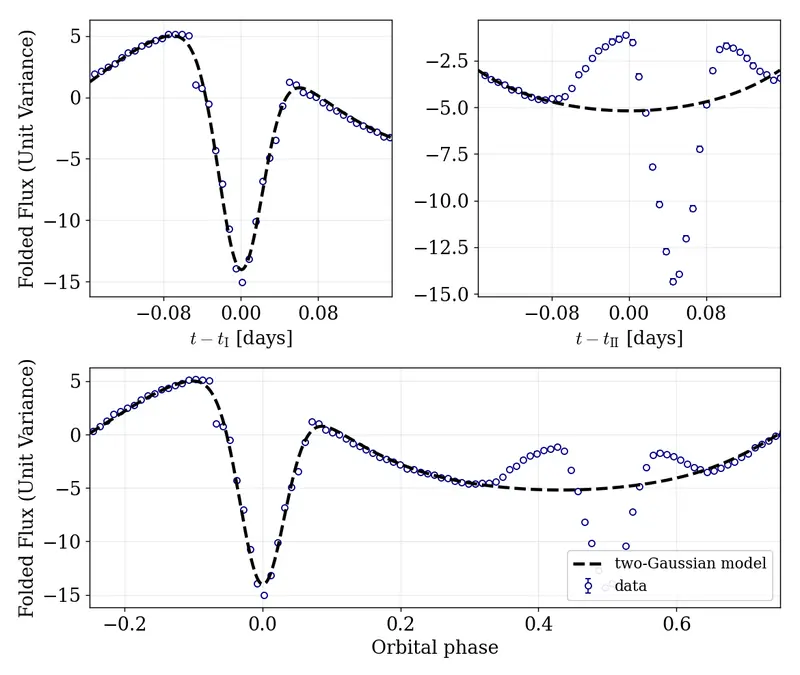 Folded Flux (Unit Variance)
5
0
−5
−10
−15
−0.08 0.00 0.08
t − t_I [days]
−2.5
−5.0
−7.5
−10.0
−12.5
−15.0
−0.08 0.00 0.08
t − t_II [days]
Folded Flux (Unit Variance)
5
0
−5
−10
−15
−0.2 0.0 0.2 0.4 0.6
Orbital phase
two-Gaussian model
data